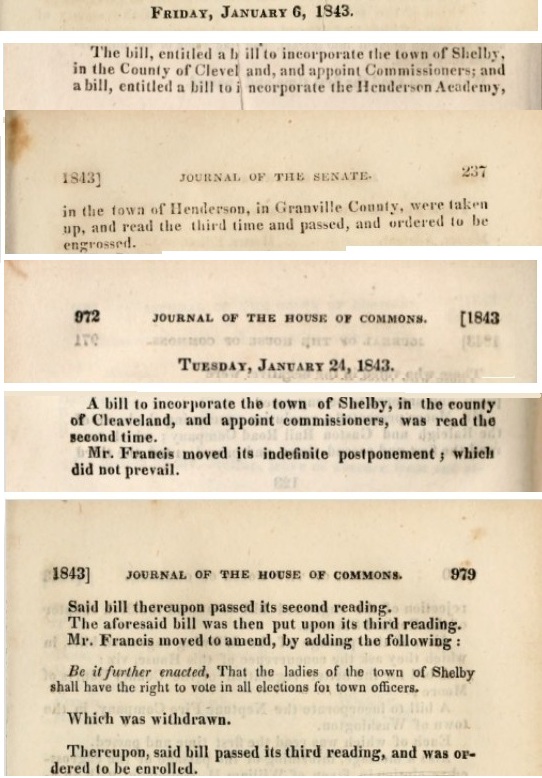 FRIDAY, JANUARY 6, 1843.
The bill, entitled a b ill to incorporate the town of Shelby,
in the County of Clevel and, and appoint Commissioners; and
a bill, entitled a bill to i ncorporate the Henderson Academy,
1843] JOURNAL OF THE SENATE. 237
in the town of Henderson, in Granville County, were taken
up, and read the third time and passed, and ordered to be
engrossed.
972 JOURNAL OF THE HOUSE OF COMMONS. [1843
TUESDAY, JANUARY 24, 1843.
A bill to incorporate the town of Shelby, in the county
of Cleaveland, and appoint commissioners, was read the
second time.
Mr. Francis moved its indefinite postponement; which
did not prevail.
1843] JOURNAL OF THE HOUSE OF COMMONS. 979
Said bill thereupon passed its second reading.
The aforesaid bill was then put upon its third reading.
Mr. Francis moved to amend, by adding the following:
Be it further enacted, That the ladies of the town of Shelby
shall have the right to vote in all elections for town officers.
Which was withdrawn.
Thereupon, said bill passed its third reading, and was or-
dered to be enrolled.